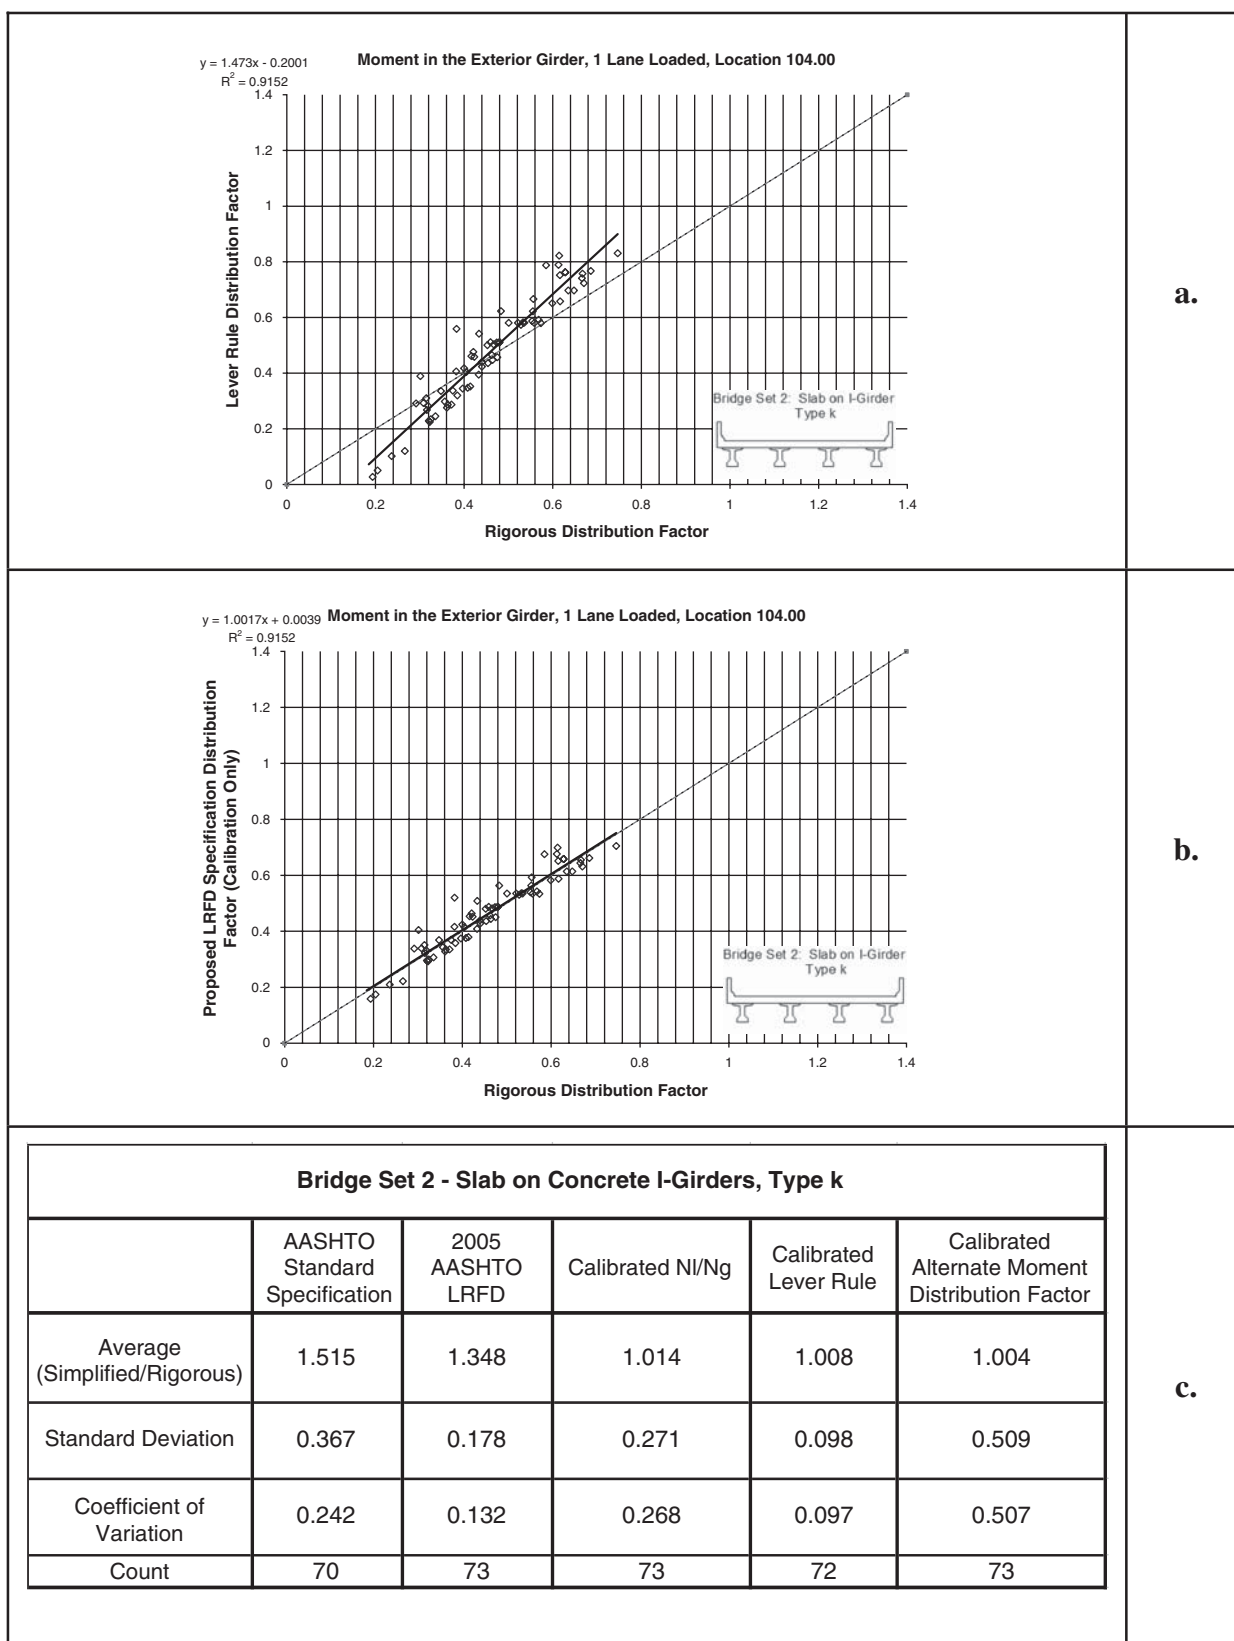 y = 1.473x - 0.2001
R2 = 0.9152
Moment in the Exterior Girder, 1 Lane Loaded, Location 104.00
Lever Rule Distribution Factor
1.4
1.2
1
0.8
0.6
0.4
0.2
0
0 0.2 0.4 0.6 0.8 1 1.2 1.4
Rigorous Distribution Factor
Bridge Set 2: Slab on I-Girder
Type k
a.
y = 1.0017x + 0.0039
R2 = 0.9152
Moment in the Exterior Girder, 1 Lane Loaded, Location 104.00
Proposed LRFD Specification Distribution
Factor (Calibration Only)
1.4
1.2
1
0.8
0.6
0.4
0.2
0
0 0.2 0.4 0.6 0.8 1 1.2 1.4
Rigorous Distribution Factor
Bridge Set 2: Slab on I-Girder
Type k
b.
Bridge Set 2 - Slab on Concrete I-Girders, Type k
AASHTO
Standard
Specification
2005
AASHTO
LRFD
Calibrated Nl/Ng
Calibrated
Lever Rule
Calibrated
Alternate Moment
Distribution Factor
Average
(Simplified/Rigorous)
1.515 1.348 1.014 1.008 1.004
Standard Deviation 0.367 0.178 0.271 0.098 0.509
Coefficient of
Variation
0.242 0.132 0.268 0.097 0.507
Count 70 73 73 72 73
c.